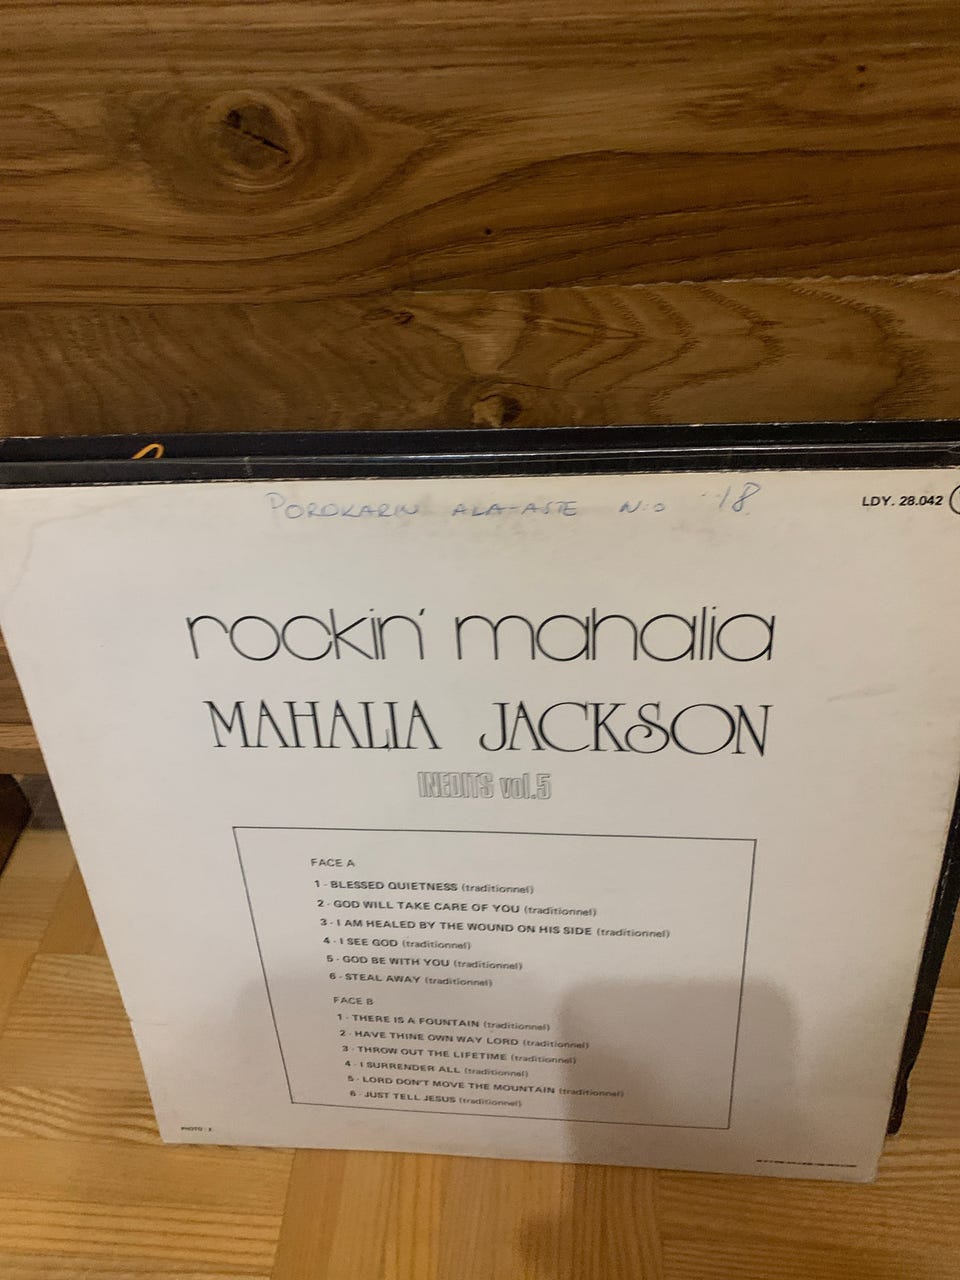 POROKARIN ALA-ASTE N:o 18
LDY. 28.042
rockin' mahalia
MAHALIA JACKSON
INEDITS vol.5
FACE A
1 - BLESSED QUIETNESS (traditionnel)
2 - GOD WILL TAKE CARE OF YOU (traditionnel)
3 - I AM HEALED BY THE WOUND ON HIS SIDE (traditionnel)
4 - I SEE GOD (traditionnel)
5 - GOD BE WITH YOU (traditionnel)
6 - STEAL AWAY (traditionnel)
FACE B
1 - THERE IS A FOUNTAIN (traditionnel)
2 - HAVE THINE OWN WAY LORD (traditionnel)
3 - THROW OUT THE LIFETIME (traditionnel)
4 - I SURRENDER ALL (traditionnel)
5 - LORD DON'T MOVE THE MOUNTAIN (traditionnel)
6 - JUST TELL JESUS (traditionnel)
PHOTO : X